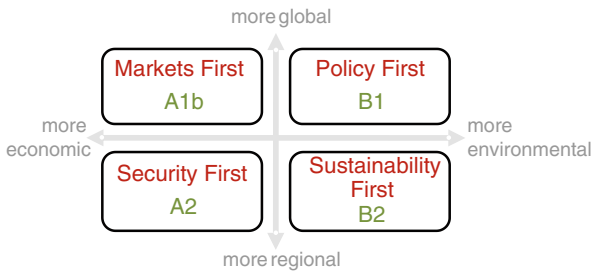 more global
Markets First
A1b
Policy First
B1
more
economic
more
environmental
Security First
A2
Sustainability
First
B2
more regional